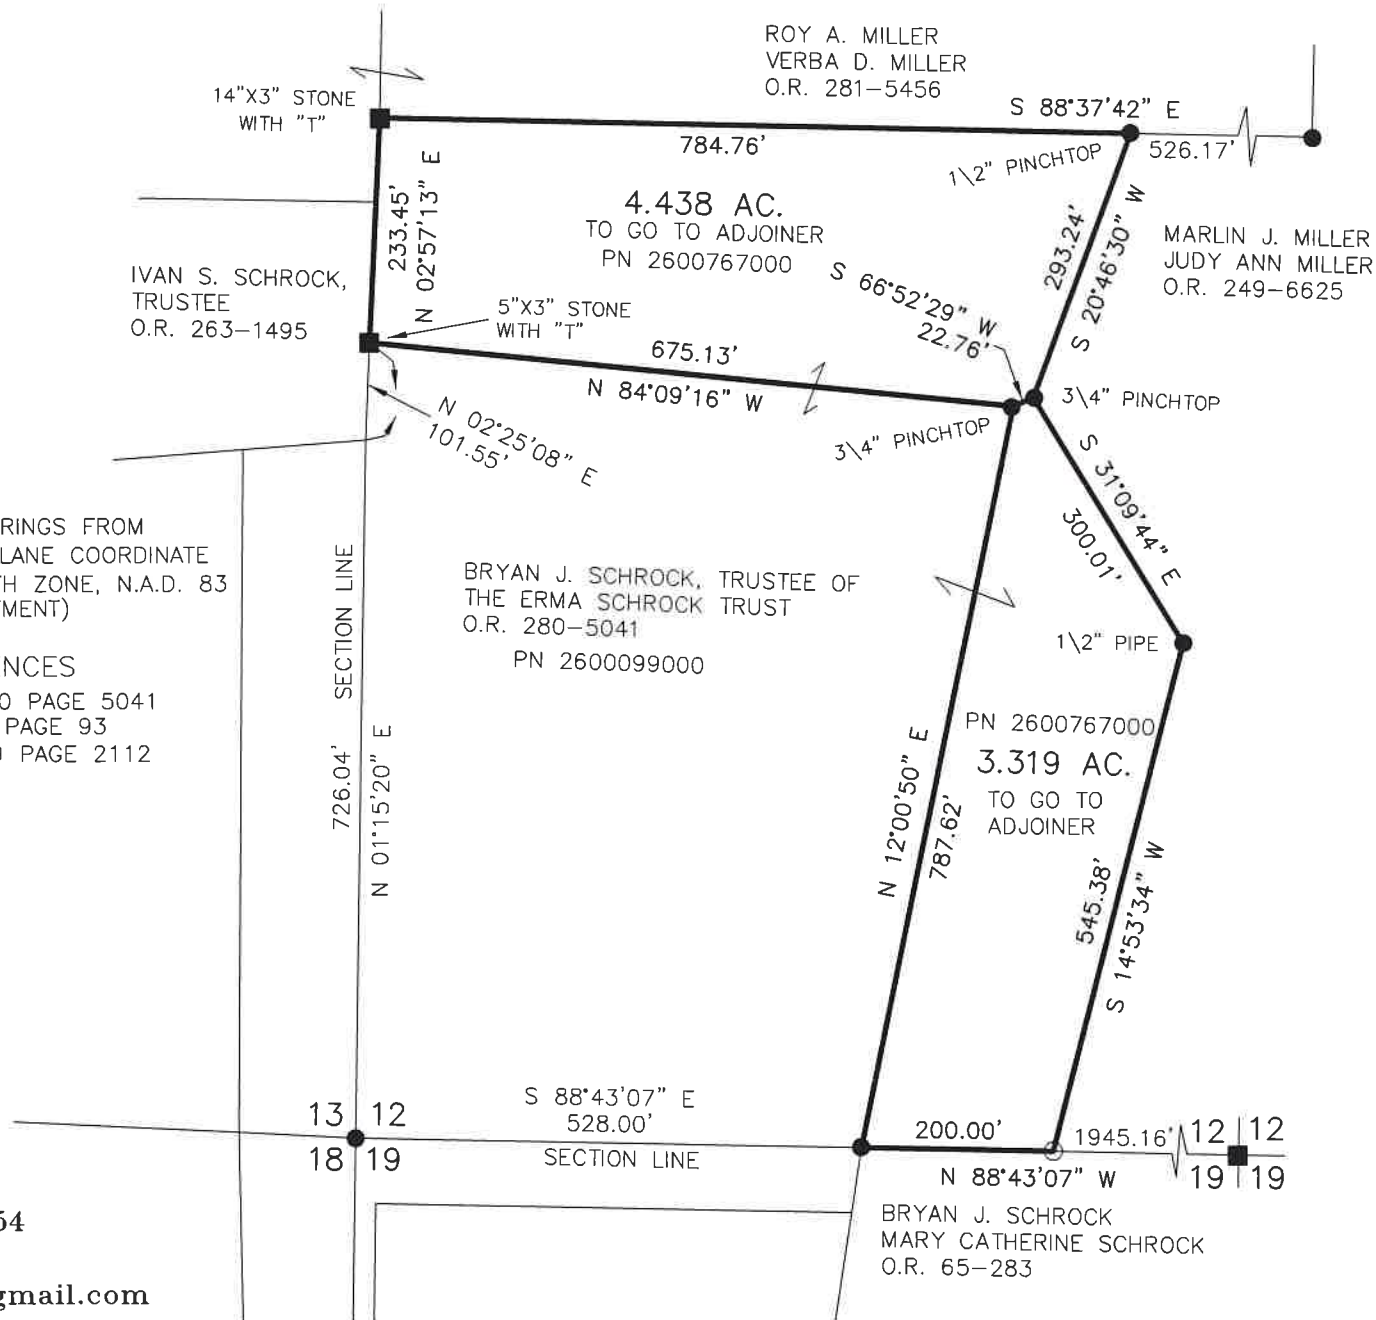 ROY A. MILLER
VERBA D. MILLER
O.R. 281-5456
14"X3" STONE
WITH "T"
S 88°37'42" E
784.76'
1\2" PINCHTOP
526.17'
233.45'
N 02°57'13" E
4.438 AC.
TO GO TO ADJOINER
PN 2600767000
293.24'
S 20°46'30" W
MARLIN J. MILLER
JUDY ANN MILLER
O.R. 249-6625
IVAN S. SCHROCK,
TRUSTEE
O.R. 263-1495
S 66°52'29" W
22.76'
5"X3" STONE
WITH "T"
675.13'
N 84°09'16" W
3\4" PINCHTOP
3\4" PINCHTOP
N 02°25'08" E
101.55'
S 31°09'44" E
300.01'
RINGS FROM
LANE COORDINATE
TH ZONE, N.A.D. 83
TMENT)
SECTION LINE
BRYAN J. SCHROCK, TRUSTEE OF
THE ERMA SCHROCK TRUST
O.R. 280-5041
PN 2600099000
1\2" PIPE
NCES
0 PAGE 5041
PAGE 93
PAGE 2112
726.04'
N 01°15'20" E
PN 2600767000
3.319 AC.
TO GO TO
ADJOINER
N 12°00'50" E
787.62'
545.38'
S 14°53'34" W
13 12
18 19
S 88°43'07" E
528.00'
SECTION LINE
200.00'
N 88°43'07" W
1945.16'
12 12
19 19
BRYAN J. SCHROCK
MARY CATHERINE SCHROCK
O.R. 65-283
54
gmail.com